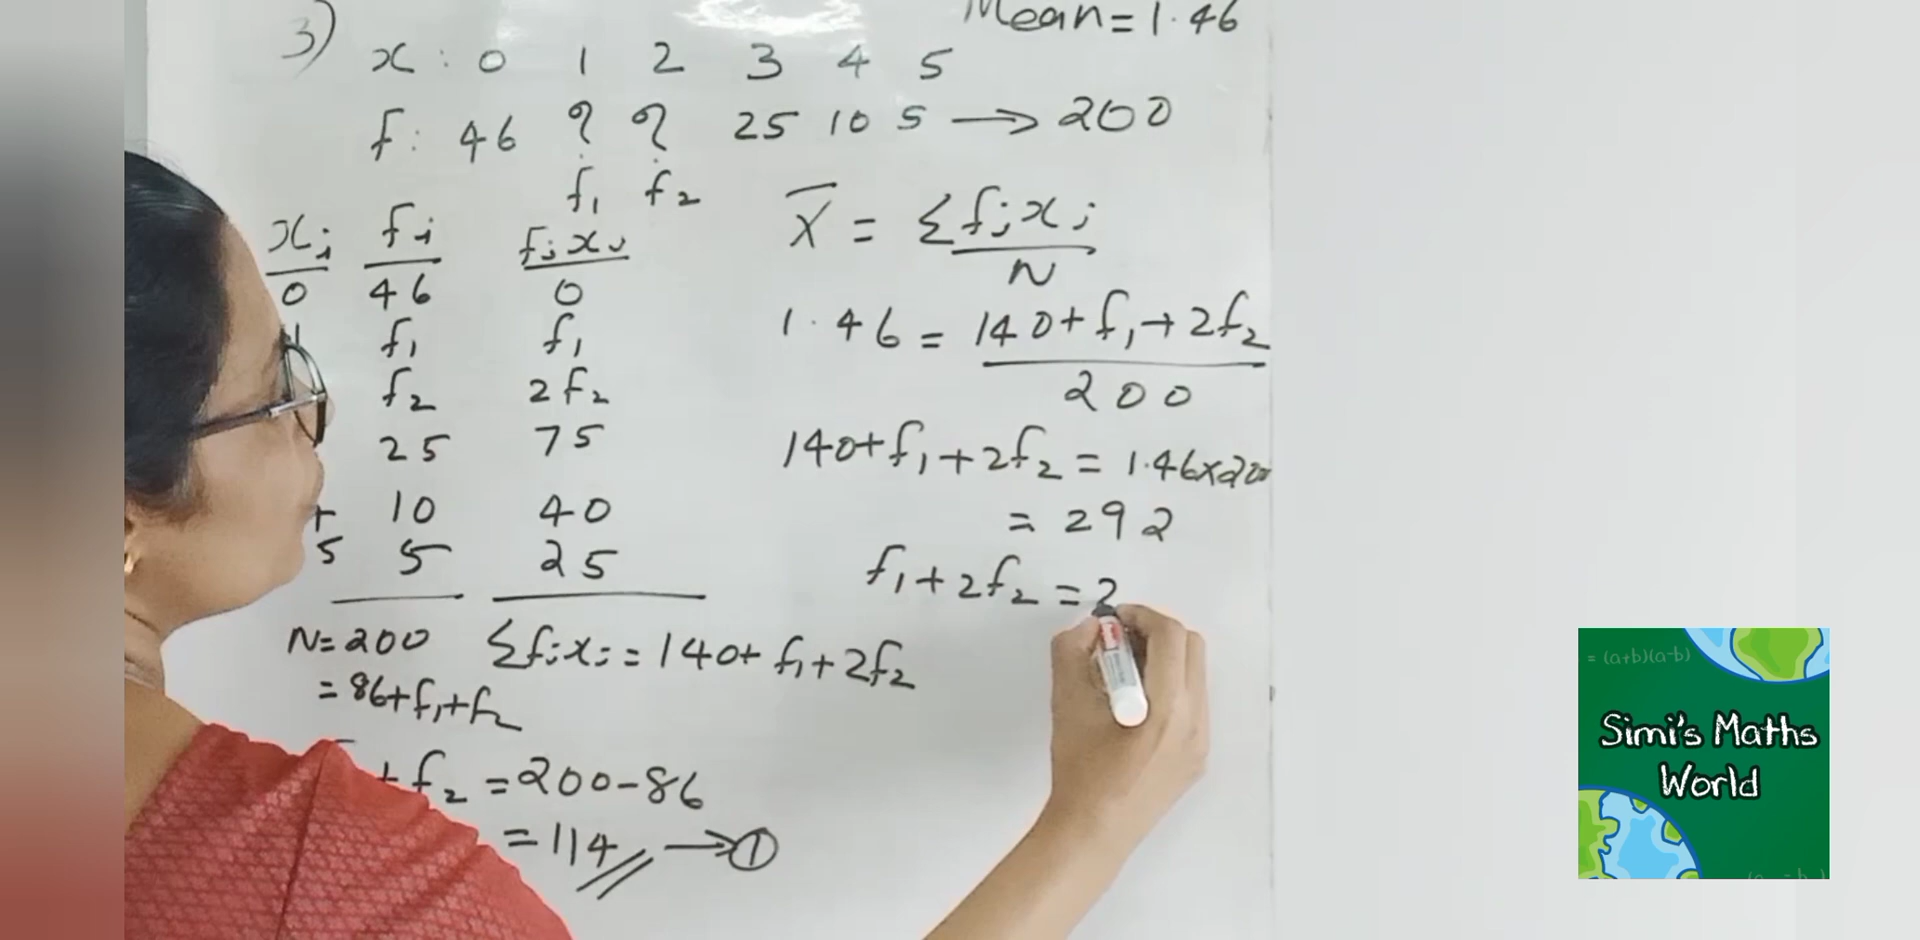 Mean = 1.46
3)
x : 0 1 2 3 4 5
f : 46 ? ? 25 10 5 → 200
f₁ f₂
xᵢ fᵢ fᵢxᵢ
0 46 0
1 f₁ f₁
f₂ 2f₂
25 75
10 40
5 5 25
N = 200 Σfᵢxᵢ = 140 + f₁ + 2f₂
= 86 + f₁ + f₂
+ f₂ = 200 - 86
= 114 → ①
X̄ = Σfᵢxᵢ / N
1.46 = 140 + f₁ + 2f₂ / 200
140 + f₁ + 2f₂ = 1.46 × 200
= 292
f₁ + 2f₂ = 2
= (a+b)(a-b)
Simi's Maths
World